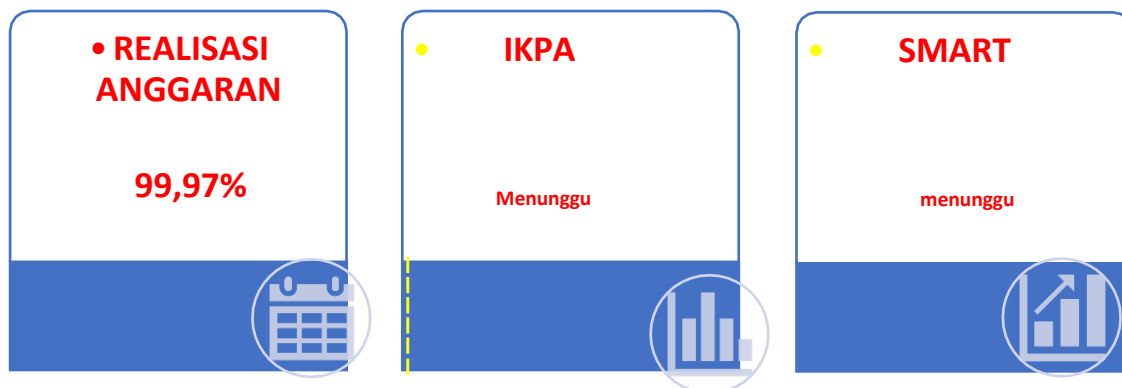 • REALISASI
ANGGARAN
99,97%
• IKPA
Menunggu
• SMART
menunggu